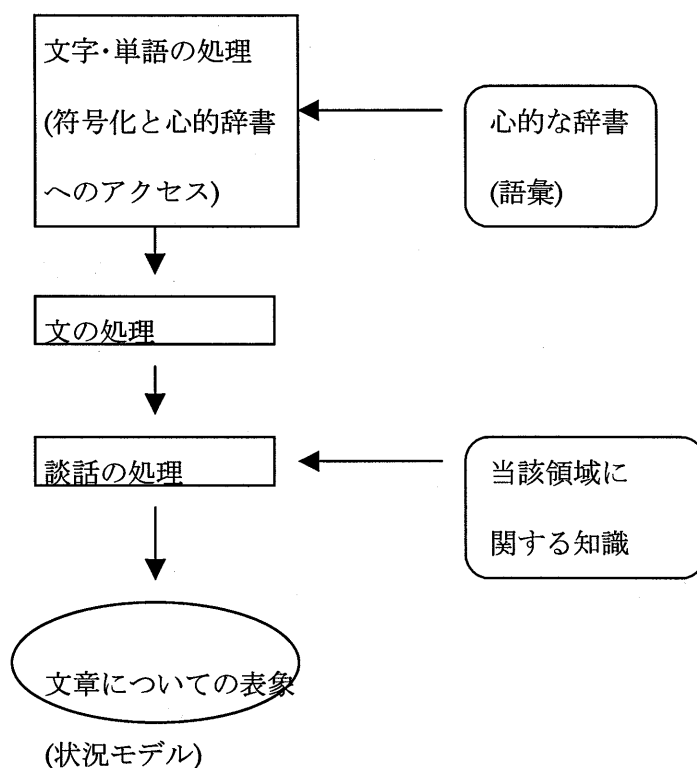 文字・単語の処理
(符号化と心的辞書
へのアクセス)
心的な辞書
(語彙)
文の処理
談話の処理
当該領域に
関する知識
文章についての表象
(状況モデル)